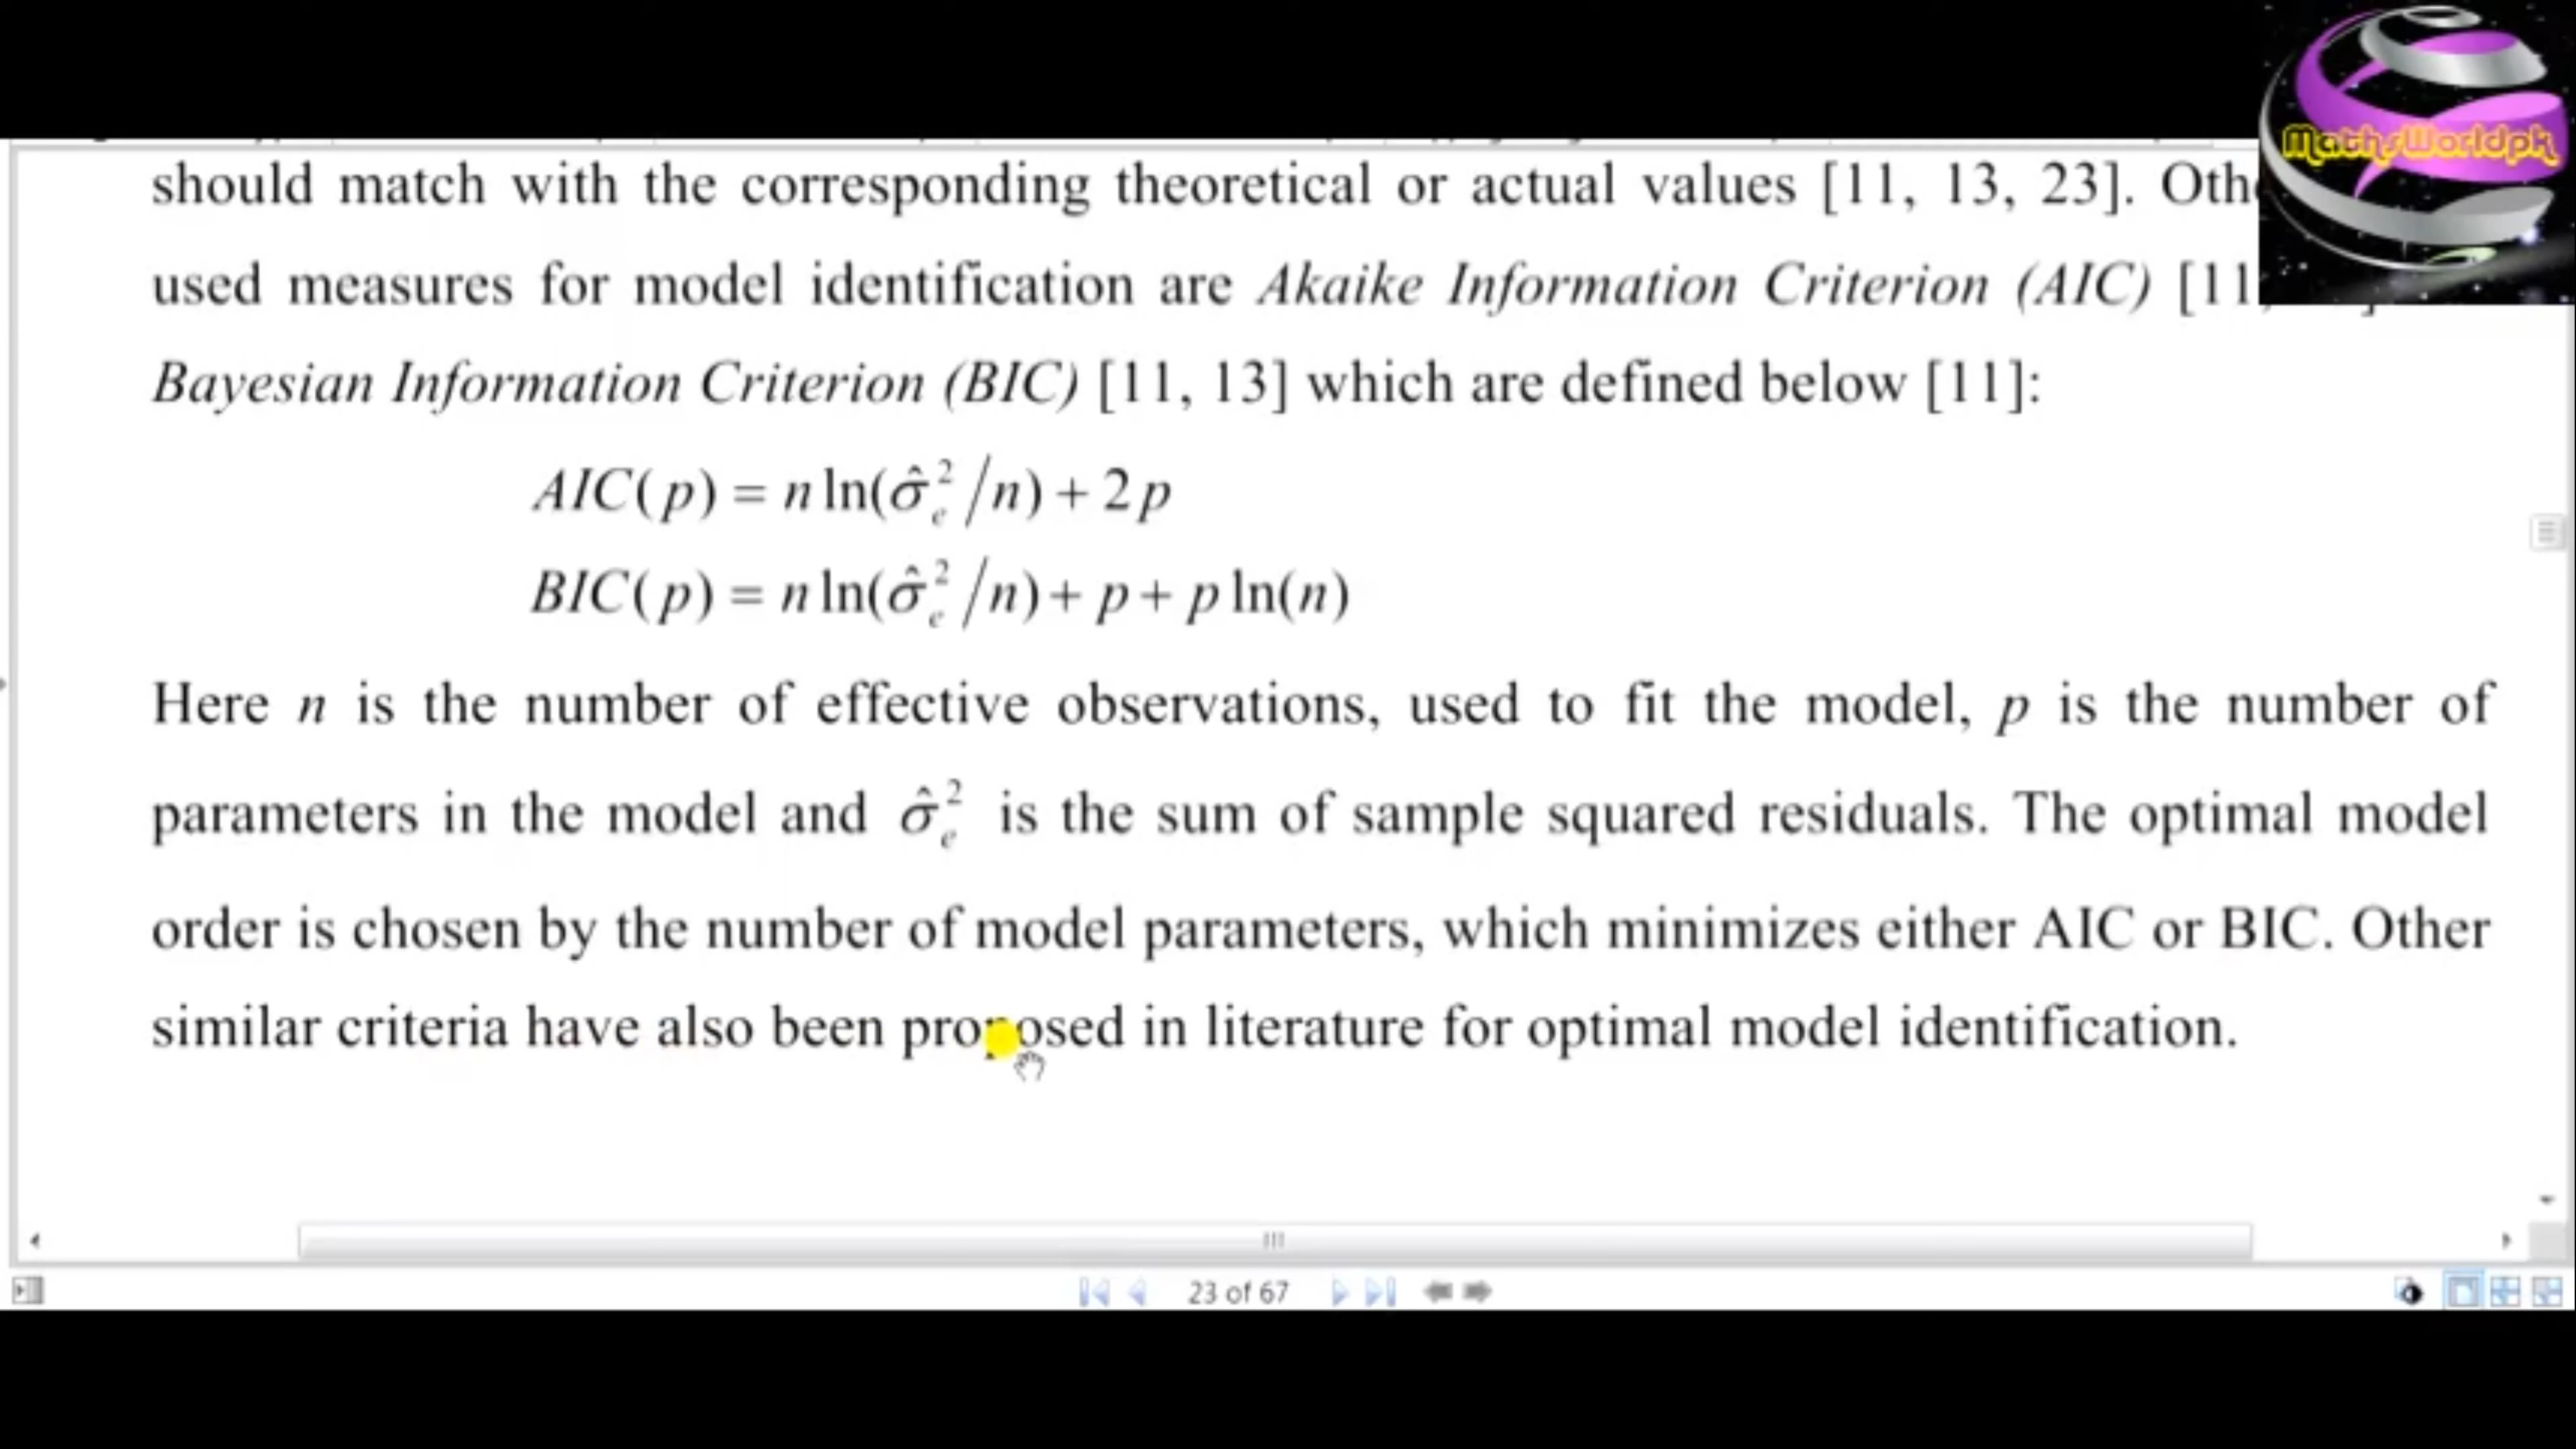 MathsWorldpk
should match with the corresponding theoretical or actual values [11, 13, 23].
used measures for model identification are Akaike Information Criterion (AIC) [11,
Bayesian Information Criterion (BIC) [11, 13] which are defined below [11]:
AIC(p) = n ln(σ̂ₑ²/n) + 2p
BIC(p) = n ln(σ̂ₑ²/n) + p + p ln(n)
Here n is the number of effective observations, used to fit the model, p is the number of
parameters in the model and σ̂ₑ² is the sum of sample squared residuals. The optimal model
order is chosen by the number of model parameters, which minimizes either AIC or BIC. Other
similar criteria have also been proposed in literature for optimal model identification.
23 of 67